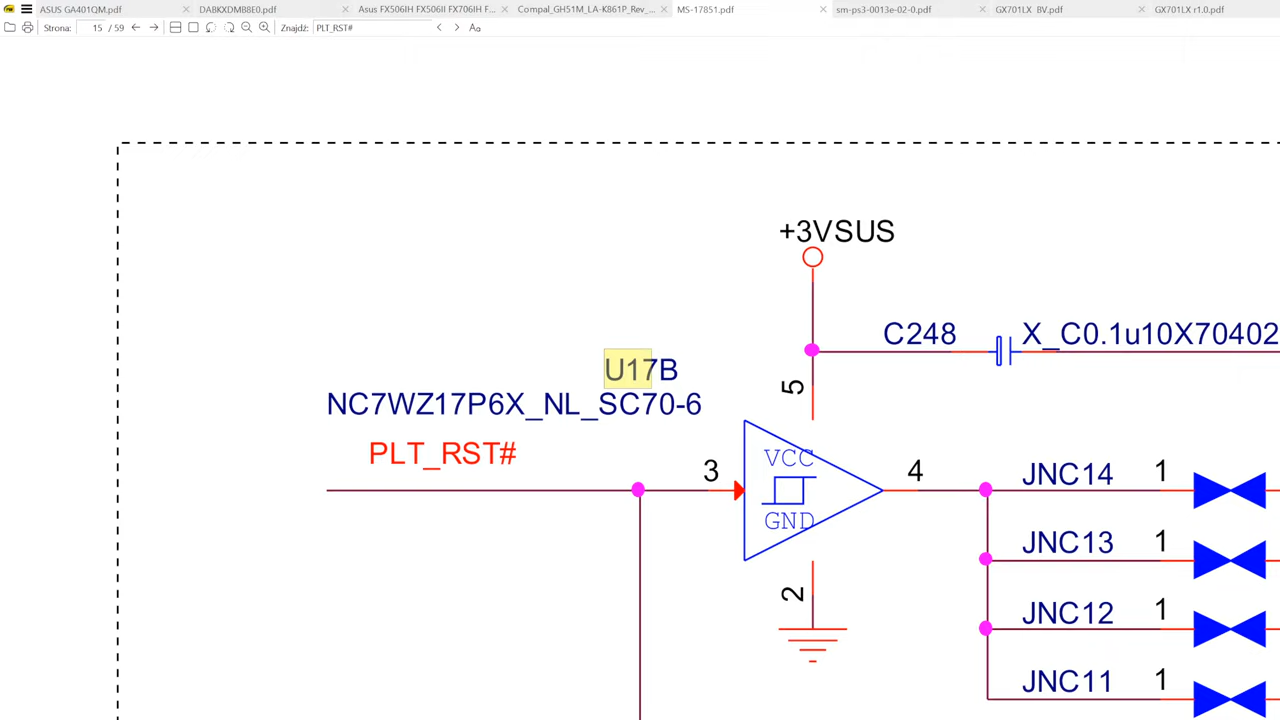 ASUS GA401QM.pdf
DABKXDMB8E0.pdf
Asus FX506IH FX506II FX706IH F...
Compal_GH51M_LA-K861P_Rev_...
MS-17851.pdf
sm-ps3-0013e-02-0.pdf
GX701LX BV.pdf
GX701LX r1.0.pdf
Strona: 15 / 59
Znajdź: PLT_RST#
+3VSUS
C248
X_C0.1u10X70402
U17B
5
NC7WZ17P6X_NL_SC70-6
PLT_RST#
3
VCC
GND
4
2
JNC14 1
JNC13 1
JNC12 1
JNC11 1